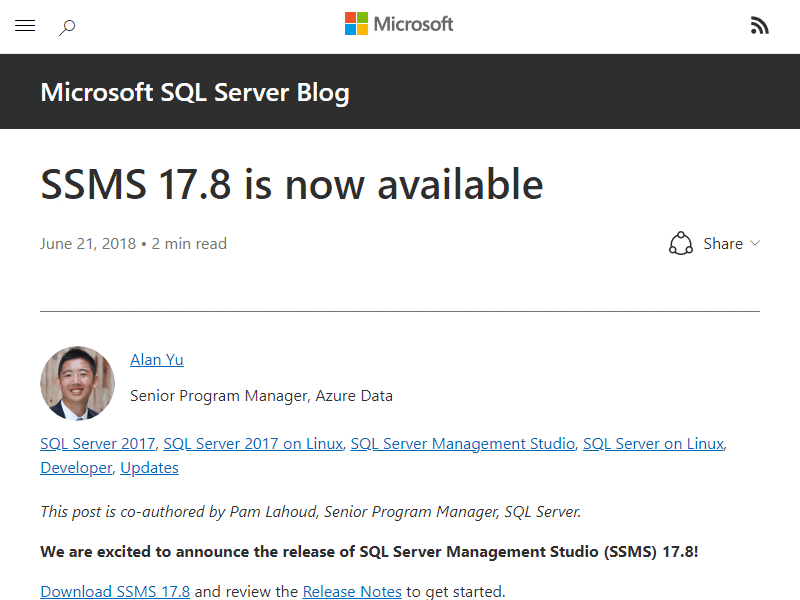 Microsoft
Microsoft SQL Server Blog
SSMS 17.8 is now available
June 21, 2018 • 2 min read
Share
Alan Yu
Senior Program Manager, Azure Data
SQL Server 2017, SQL Server 2017 on Linux, SQL Server Management Studio, SQL Server on Linux,
Developer, Updates
This post is co-authored by Pam Lahoud, Senior Program Manager, SQL Server.
We are excited to announce the release of SQL Server Management Studio (SSMS) 17.8!
Download SSMS 17.8 and review the Release Notes to get started.